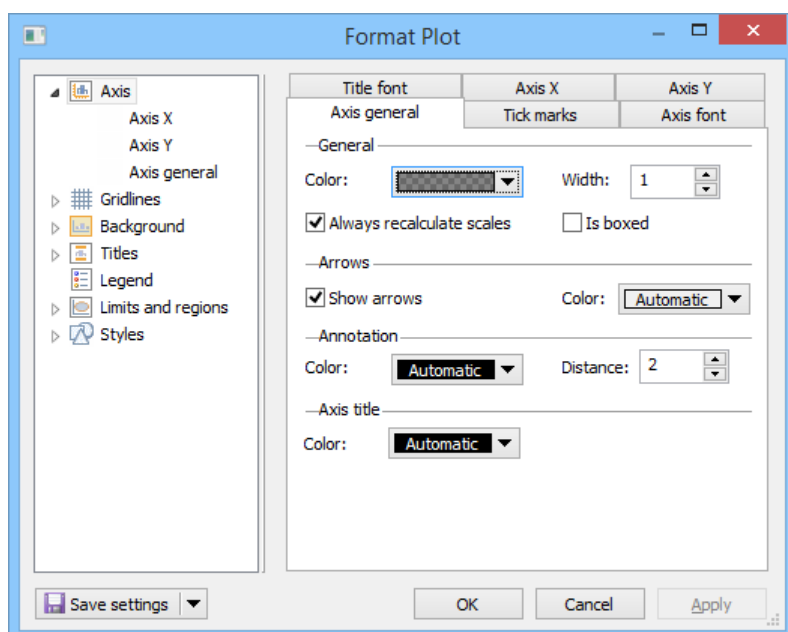 Format Plot
Axis
Axis X
Axis Y
Axis general
Gridlines
Background
Titles
Legend
Limits and regions
Styles
Title font Axis X Axis Y
Axis general Tick marks Axis font
General
Color: Width: 1
Always recalculate scales Is boxed
Arrows
Show arrows Color: Automatic
Annotation
Color: Automatic Distance: 2
Axis title
Color: Automatic
Save settings OK Cancel Apply